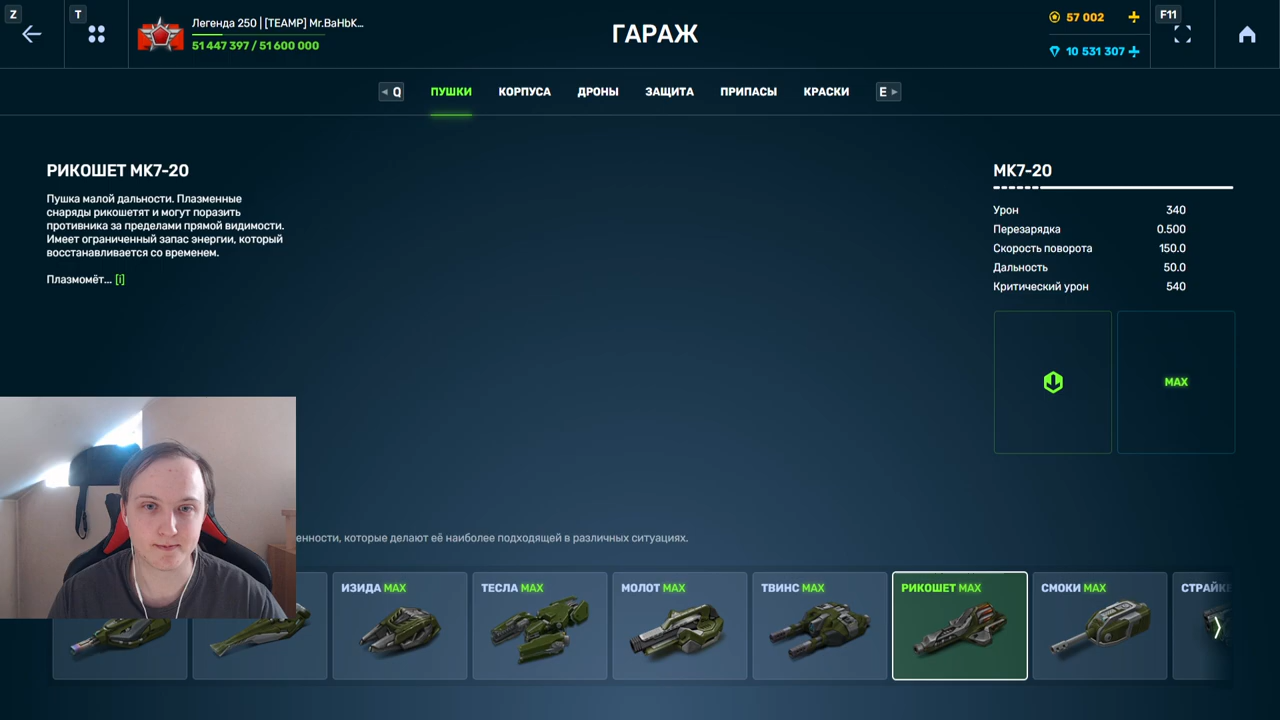 Z
T
Легенда 250 | [TEAMP] Mr.BaHbK...
51 447 397 / 51 600 000
ГАРАЖ
57 002
10 531 307
F11
Q
ПУШКИ
КОРПУСА
ДРОНЫ
ЗАЩИТА
ПРИПАСЫ
КРАСКИ
E
РИКОШЕТ МК7-20
Пушка малой дальности. Плазменные
снаряды рикошетят и могут поразить
противника за пределами прямой видимости.
Имеет ограниченный запас энергии, который
восстанавливается со временем.
Плазмомёт... [i]
МК7-20
Урон 340
Перезарядка 0.500
Скорость поворота 150.0
Дальность 50.0
Критический урон 540
MAX
енности, которые делают её наиболее подходящей в различных ситуациях.
ИЗИДА MAX
ТЕСЛА MAX
МОЛОТ MAX
ТВИНС MAX
РИКОШЕТ MAX
СМОКИ MAX
СТРАЙКЕ